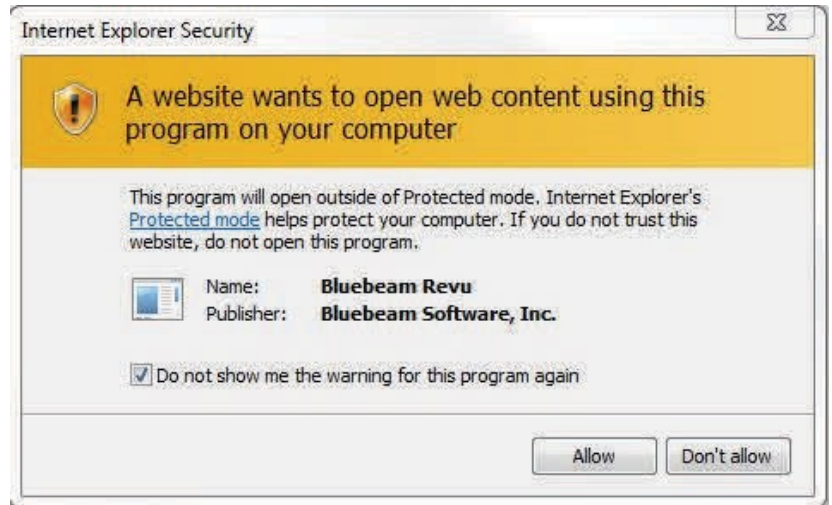 Internet Explorer Security
A website wants to open web content using this
program on your computer
This program will open outside of Protected mode. Internet Explorer's
Protected mode helps protect your computer. If you do not trust this
website, do not open this program.
Name: Bluebeam Revu
Publisher: Bluebeam Software, Inc.
Do not show me the warning for this program again
Allow Don't allow